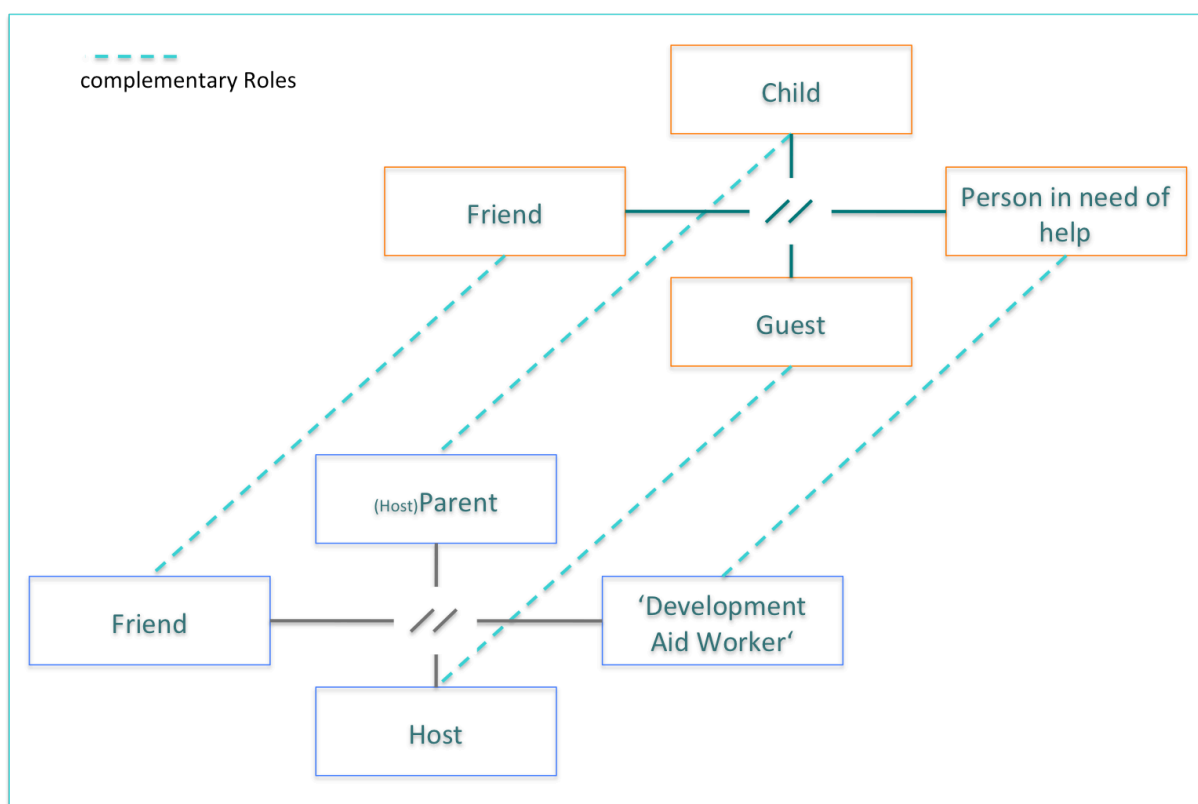 complementary Roles
Child
Friend
Person in need of
help
Guest
(Host)Parent
Friend
‘Development
Aid Worker‘
Host